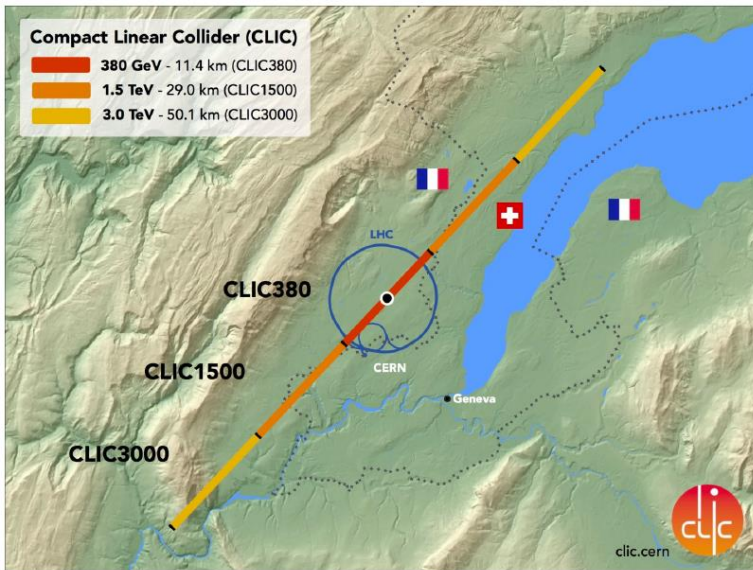 Compact Linear Collider (CLIC)
380 GeV - 11.4 km (CLIC380)
1.5 TeV - 29.0 km (CLIC1500)
3.0 TeV - 50.1 km (CLIC3000)
LHC
CLIC380
CERN
CLIC1500
Geneva
CLIC3000
clic
clic.cern